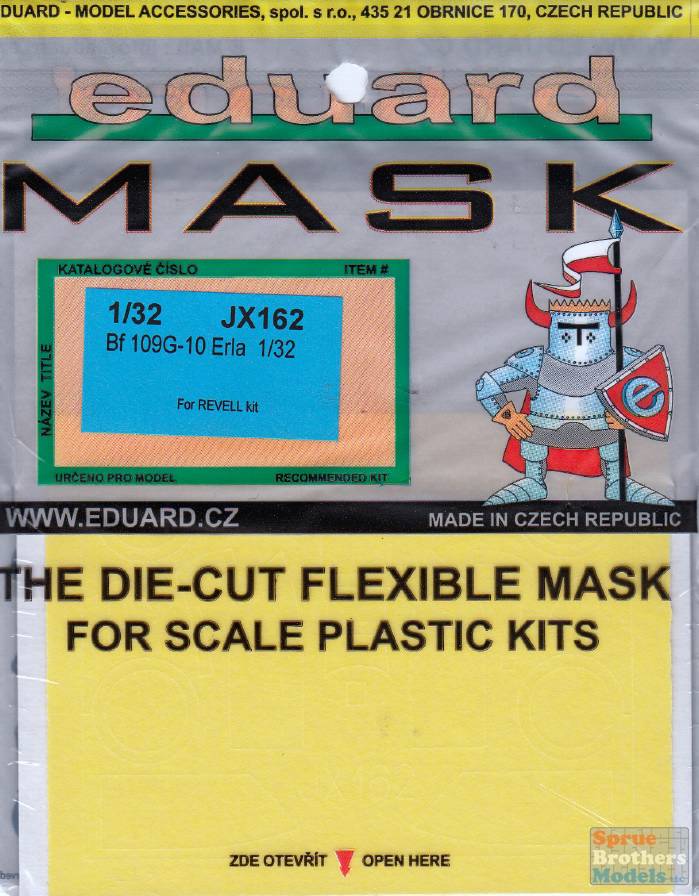 DUARD - MODEL ACCESSORIES, spol. s r.o., 435 21 OBRNICE 170, CZECH REPUBLIC
eduard
MASK
KATALOGOVÉ ČÍSLO ITEM #
NÁZEV TITLE
1/32 JX162
Bf 109G-10 Erla 1/32
For REVELL kit
URČENO PRO MODEL RECOMMENDED KIT
e
WWW.EDUARD.CZ MADE IN CZECH REPUBLIC
THE DIE-CUT FLEXIBLE MASK
FOR SCALE PLASTIC KITS
JX162
ZDE OTEVŘÍT OPEN HERE
Sprue
Brothers
Models